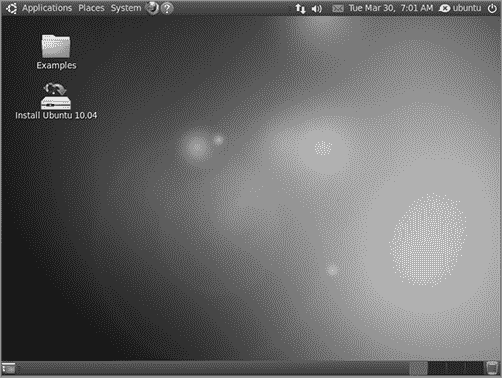 Applications Places System Tue Mar 30, 7:01 AM ubuntu
Examples
Install Ubuntu 10.04